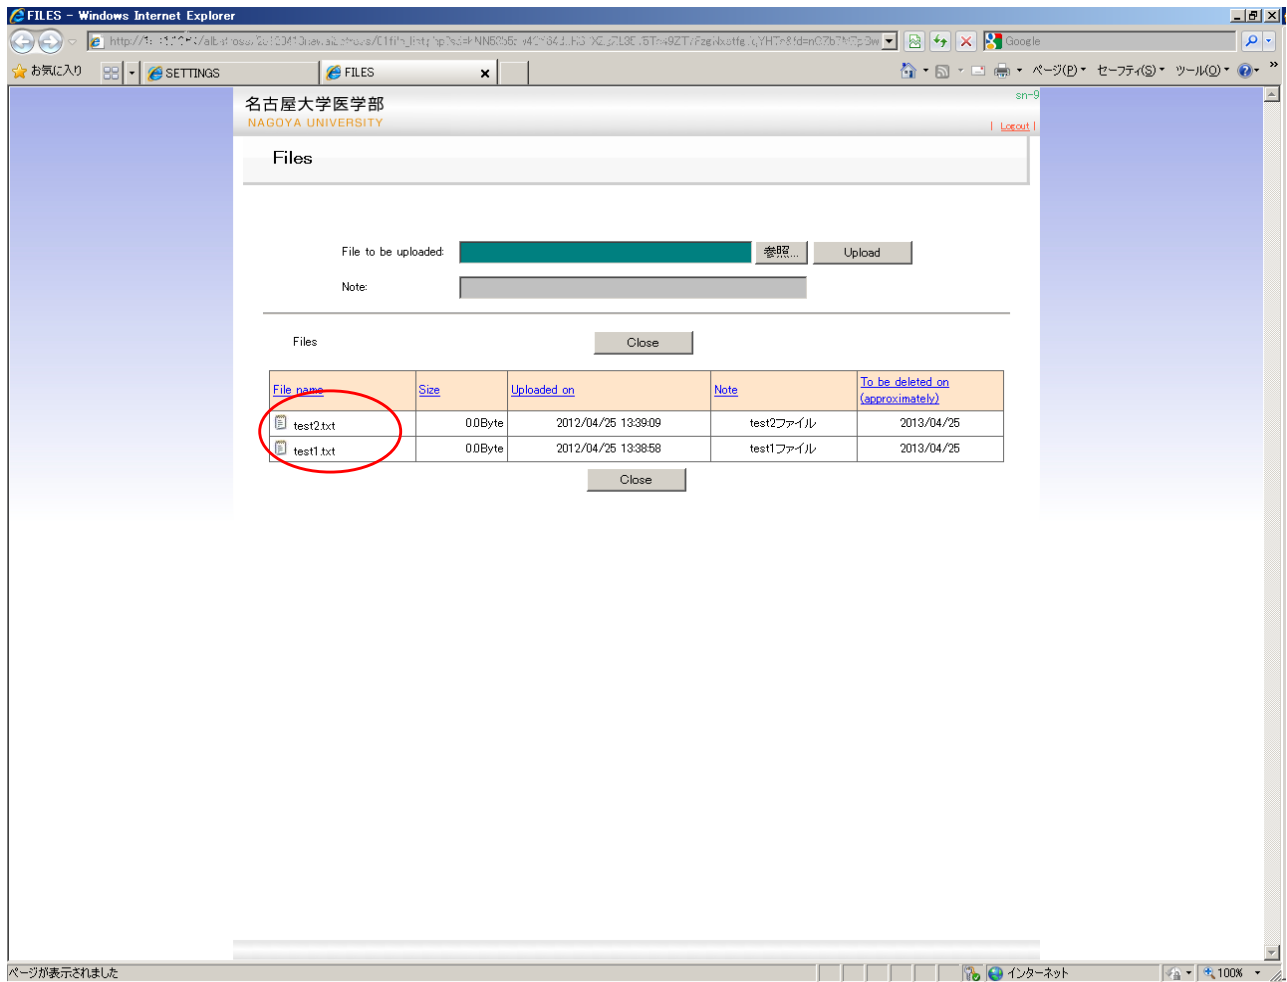 FILES - Windows Internet Explorer
Google
お気に入り SETTINGS FILES ページ(P) セーフティ(S) ツール(O) »
名古屋大学医学部 sn-9
NAGOYA UNIVERSITY
| Logout |
Files
File to be uploaded: 参照... Upload
Note:
Files Close
File name Size Uploaded on Note To be deleted on (approximately)
test2.txt 0.0Byte 2012/04/25 13:39:09 test2ファイル 2013/04/25
test1.txt 0.0Byte 2012/04/25 13:38:58 test1ファイル 2013/04/25
Close
ページが表示されました インターネット 100%